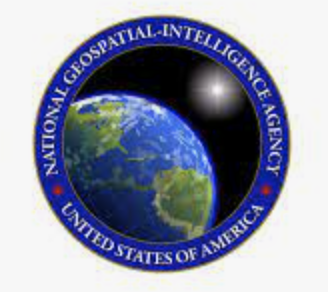 NATIONAL GEOSPATIAL-INTELLIGENCE AGENCY
UNITED STATES OF AMERICA